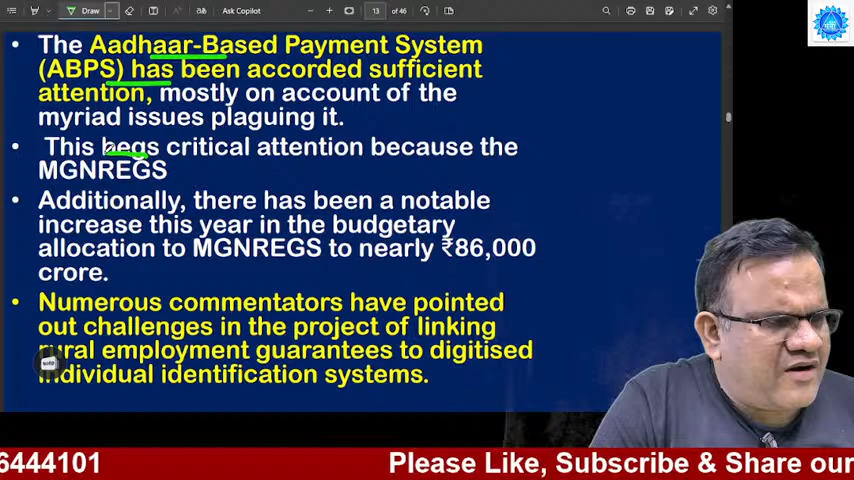 Draw
Ask Copilot
13
of 46
• The Aadhaar-Based Payment System
(ABPS) has been accorded sufficient
attention, mostly on account of the
myriad issues plaguing it.
• This begs critical attention because the
MGNREGS
• Additionally, there has been a notable
increase this year in the budgetary
allocation to MGNREGS to nearly ₹86,000
crore.
• Numerous commentators have pointed
out challenges in the project of linking
rural employment guarantees to digitised
individual identification systems.
6444101 Please Like, Subscribe & Share our